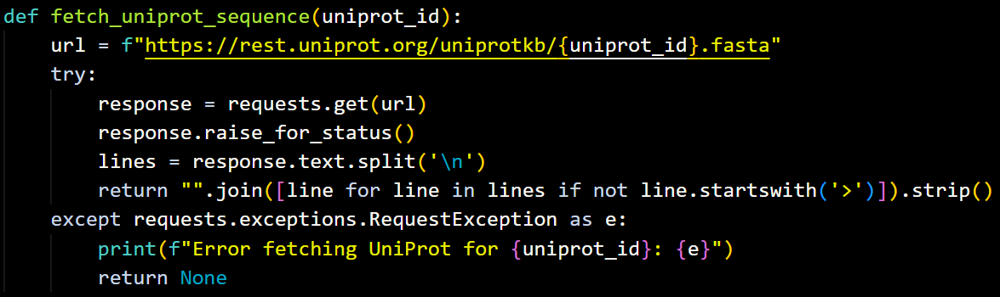 def fetch_uniprot_sequence(uniprot_id):
    url = f"https://rest.uniprot.org/uniprotkb/{uniprot_id}.fasta"
    try:
        response = requests.get(url)
        response.raise_for_status()
        lines = response.text.split('\n')
        return "".join([line for line in lines if not line.startswith('>')]).strip()
    except requests.exceptions.RequestException as e:
        print(f"Error fetching UniProt for {uniprot_id}: {e}")
        return None